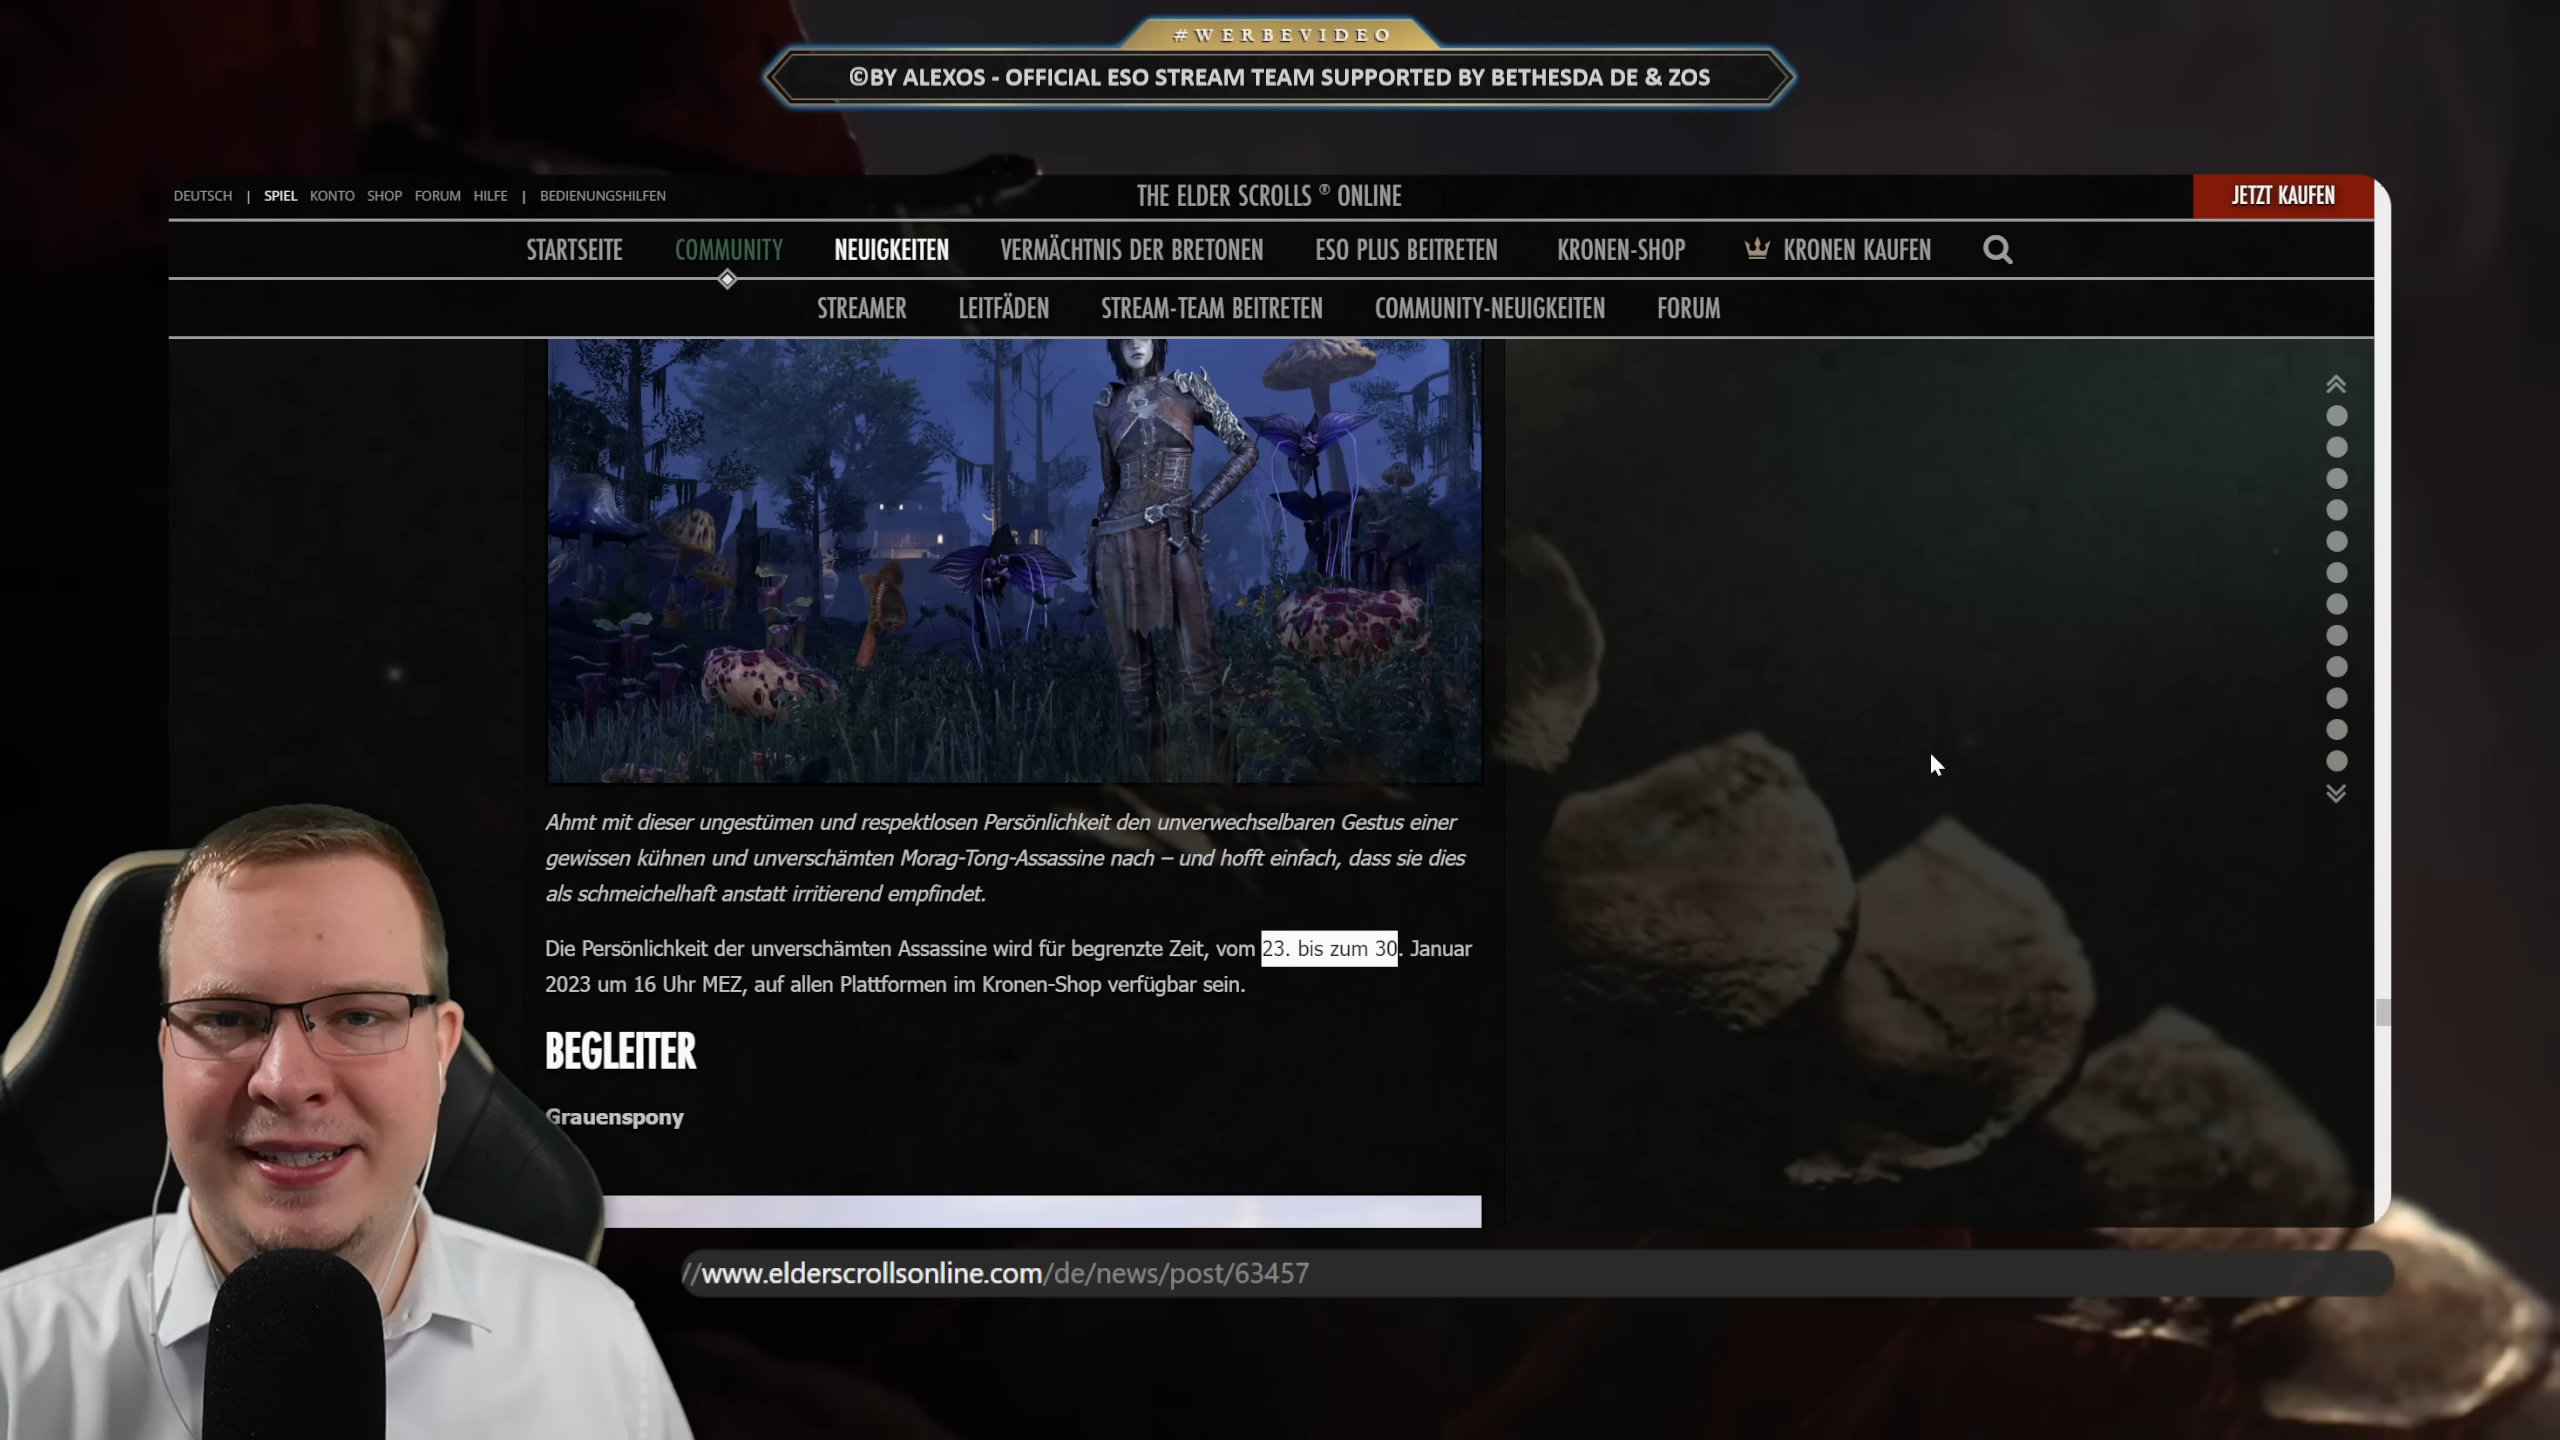 #WERBEVIDEO
©BY ALEXOS - OFFICIAL ESO STREAM TEAM SUPPORTED BY BETHESDA DE & ZOS
DEUTSCH | SPIEL KONTO SHOP FORUM HILFE | BEDIENUNGSHILFEN
THE ELDER SCROLLS ® ONLINE
JETZT KAUFEN
STARTSEITE COMMUNITY NEUIGKEITEN VERMÄCHTNIS DER BRETONEN ESO PLUS BEITRETEN KRONEN-SHOP KRONEN KAUFEN
STREAMER LEITFÄDEN STREAM-TEAM BEITRETEN COMMUNITY-NEUIGKEITEN FORUM
Ahmt mit dieser ungestümen und respektlosen Persönlichkeit den unverwechselbaren Gestus einer
gewissen kühnen und unverschämten Morag-Tong-Assassine nach – und hofft einfach, dass sie dies
als schmeichelhaft anstatt irritierend empfindet.
Die Persönlichkeit der unverschämten Assassine wird für begrenzte Zeit, vom 23. bis zum 30. Januar
2023 um 16 Uhr MEZ, auf allen Plattformen im Kronen-Shop verfügbar sein.
BEGLEITER
Grauenspony
//www.elderscrollsonline.com/de/news/post/63457